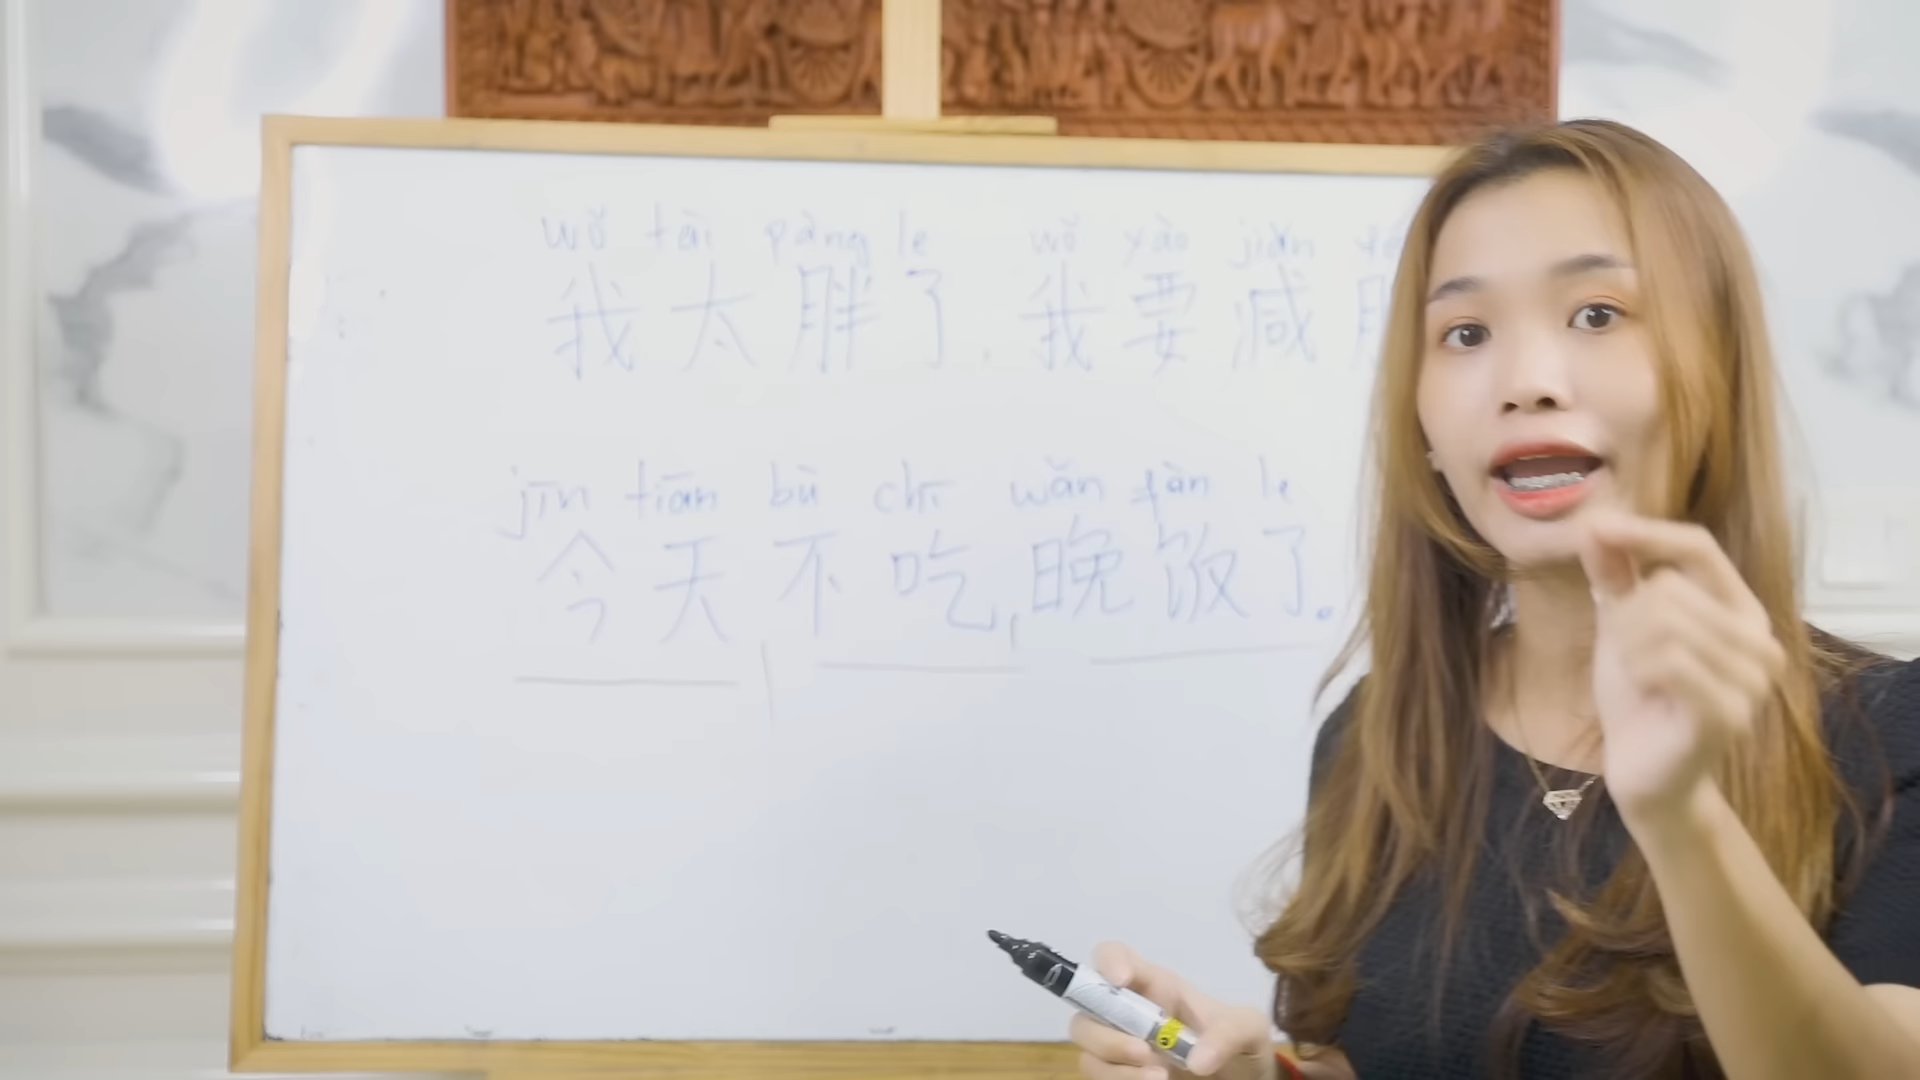 wǒ tài pàng le wǒ yào jiǎn
我太胖了,我要减
jīn tiān bù chī wǎn fàn le
今天不吃,晚饭了。